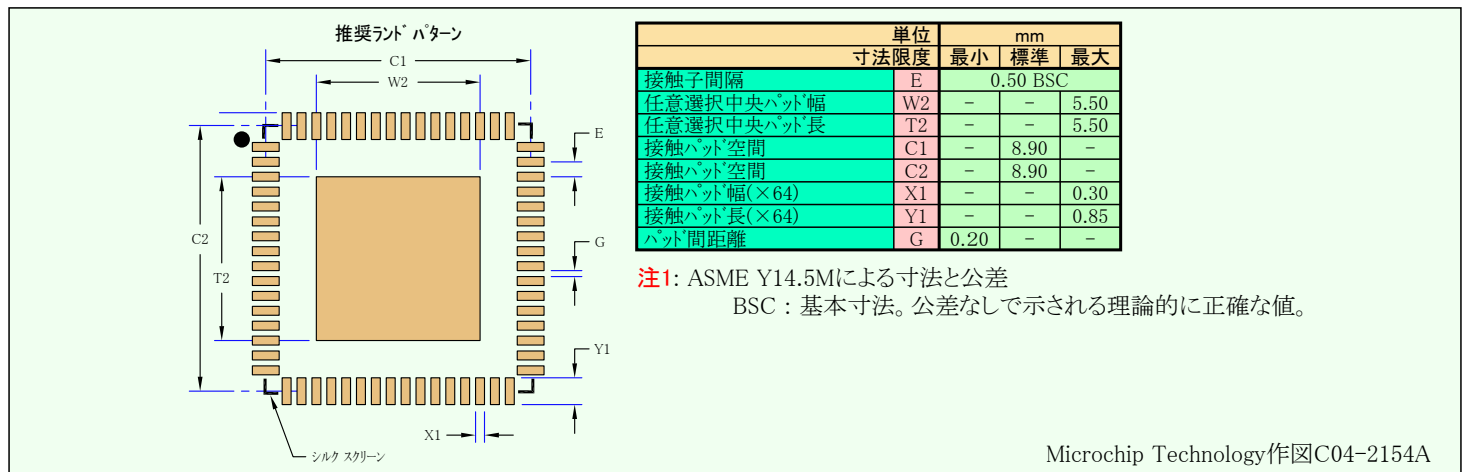 推奨ランド パターン
C1
W2
E
G
C2
T2
Y1
X1
シルク スクリーン
単位 mm
寸法限度 最小 標準 最大
接触子間隔 E 0.50 BSC
任意選択中央パッド幅 W2 - - 5.50
任意選択中央パッド長 T2 - - 5.50
接触パッド空間 C1 - 8.90 -
接触パッド空間 C2 - 8.90 -
接触パッド幅(×64) X1 - - 0.30
接触パッド長(×64) Y1 - - 0.85
パッド間距離 G 0.20 - -
注1: ASME Y14.5Mによる寸法と公差
BSC : 基本寸法。公差なしで示される理論的に正確な値。
Microchip Technology作図C04-2154A